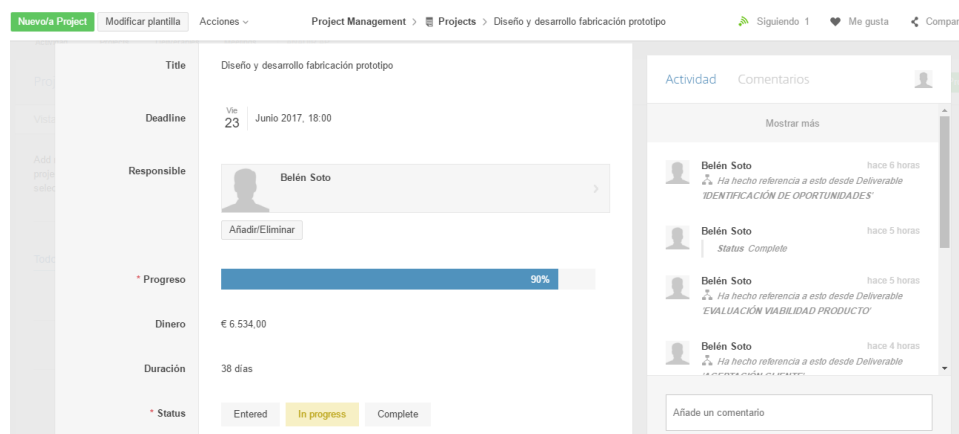 Nuevo/a Project Modificar plantilla Acciones Project Management > Projects > Diseño y desarrollo fabricación prototipo Siguiendo 1 Me gusta
Title Diseño y desarrollo fabricación prototipo
Deadline Vie 23 Junio 2017, 18:00
Responsible Belén Soto
Añadir/Eliminar
* Progreso 90%
Dinero € 6.534,00
Duración 38 días
* Status Entered In progress Complete
Actividad Comentarios
Mostrar más
Belén Soto hace 6 horas
Ha hecho referencia a esto desde Deliverable
'IDENTIFICACIÓN DE OPORTUNIDADES'
Belén Soto hace 5 horas
Status Complete
Belén Soto hace 5 horas
Ha hecho referencia a esto desde Deliverable
'EVALUACIÓN VIABILIDAD PRODUCTO'
Belén Soto hace 4 horas
Ha hecho referencia a esto desde Deliverable
'ACEPTACIÓN CLIENTE'
Añade un comentario